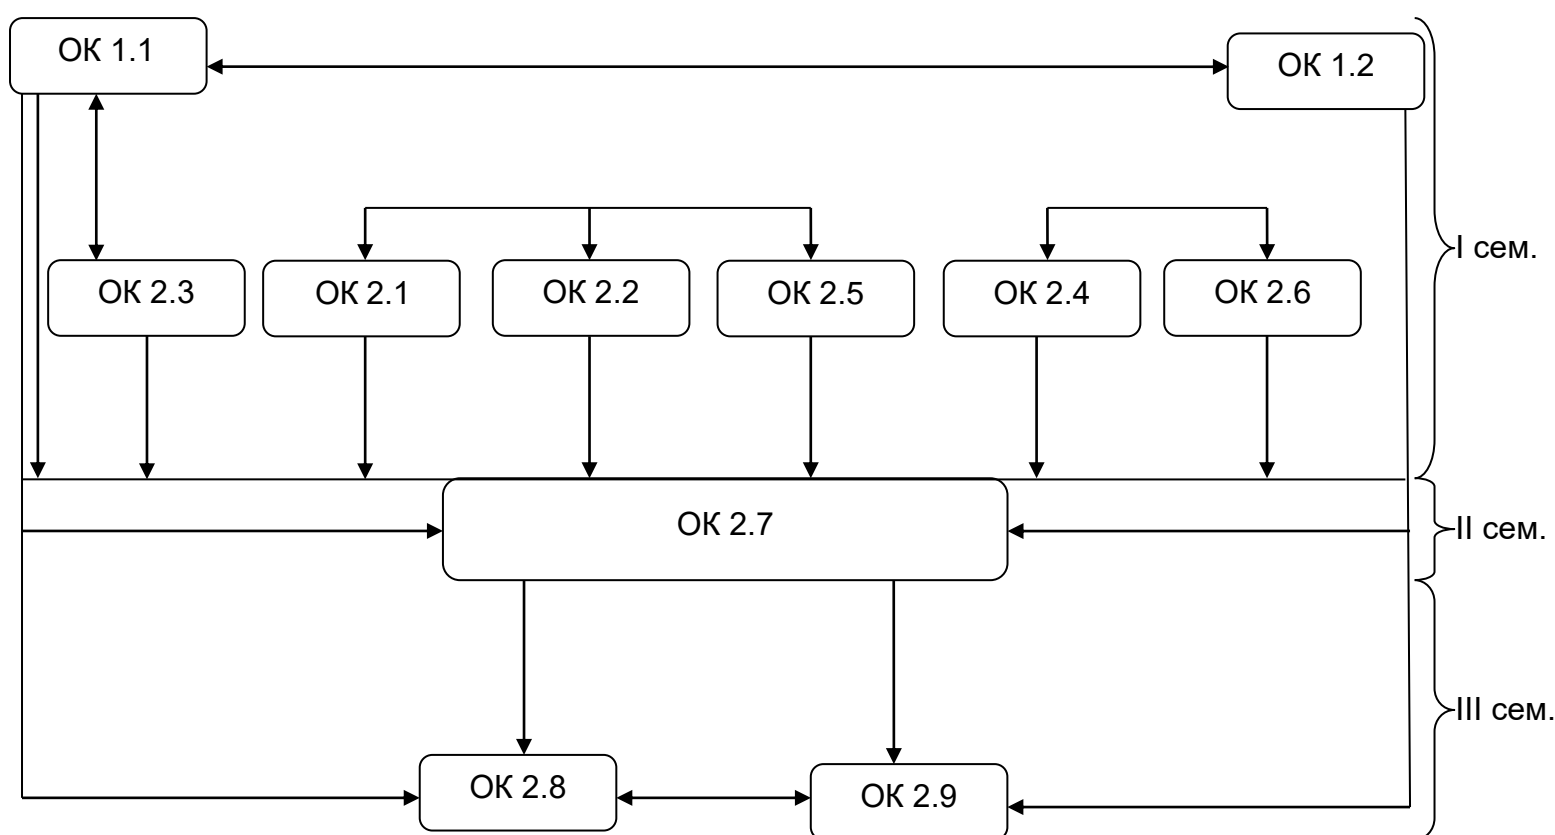 ОК 1.1
ОК 1.2
ОК 2.3
ОК 2.1
ОК 2.2
ОК 2.5
ОК 2.4
ОК 2.6
І сем.
ОК 2.7
ІІ сем.
ІІІ сем.
ОК 2.8
ОК 2.9